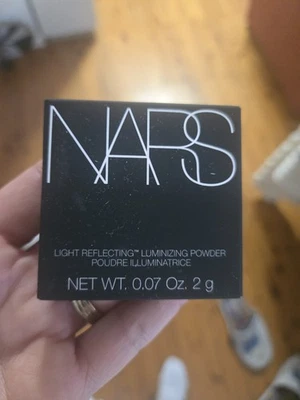 NARS
LIGHT REFLECTING™ LUMINIZING POWDER
POUDRE ILLUMINATRICE
NET WT. 0.07 Oz. 2 g